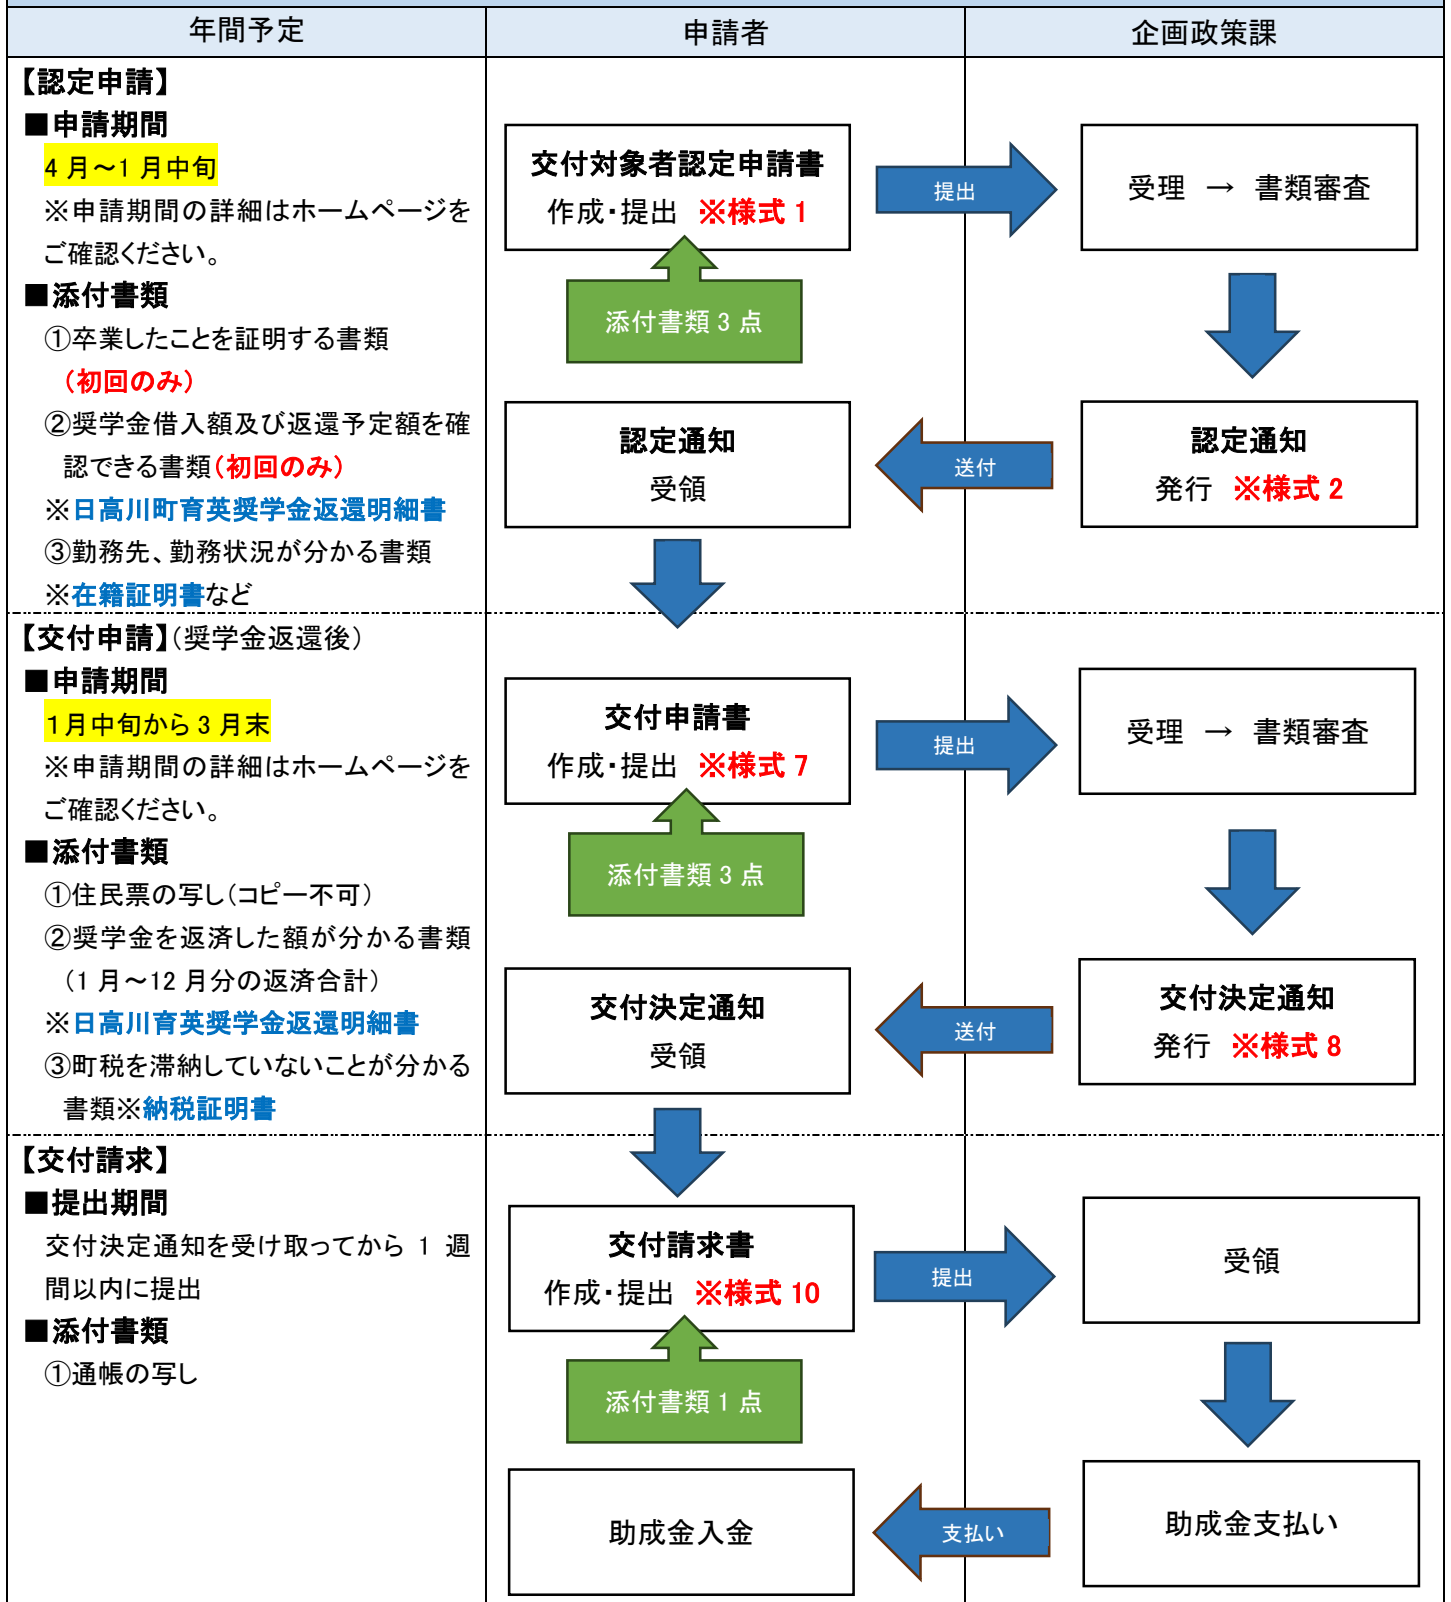 年間予定
申請者
企画政策課
【認定申請】
■申請期間
4月～1月中旬
※申請期間の詳細はホームページを
ご確認ください。
■添付書類
①卒業したことを証明する書類
（初回のみ）
②奨学金借入額及び返還予定額を確
認できる書類（初回のみ）
※日高川町育英奨学金返還明細書
③勤務先、勤務状況が分かる書類
※在籍証明書など
交付対象者認定申請書
作成・提出　※様式1
提出
受理　→　書類審査
添付書類3点
認定通知
受領
送付
認定通知
発行　※様式2
【交付申請】（奨学金返還後）
■申請期間
1月中旬から3月末
※申請期間の詳細はホームページを
ご確認ください。
■添付書類
①住民票の写し（コピー不可）
②奨学金を返済した額が分かる書類
（1月～12月分の返済合計）
※日高川育英奨学金返還明細書
③町税を滞納していないことが分かる
書類※納税証明書
交付申請書
作成・提出　※様式7
提出
受理　→　書類審査
添付書類3点
交付決定通知
受領
送付
交付決定通知
発行　※様式8
【交付請求】
■提出期間
交付決定通知を受け取ってから 1 週
間以内に提出
■添付書類
①通帳の写し
交付請求書
作成・提出　※様式10
提出
受領
添付書類1点
助成金入金
支払い
助成金支払い